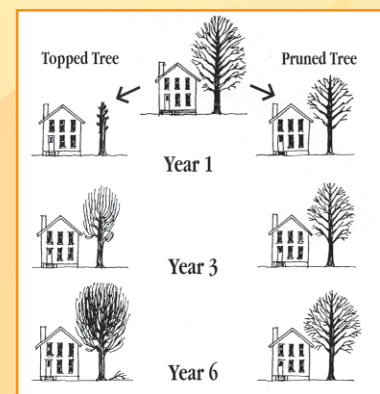 Topped Tree
Pruned Tree
Year 1
Year 3
Year 6